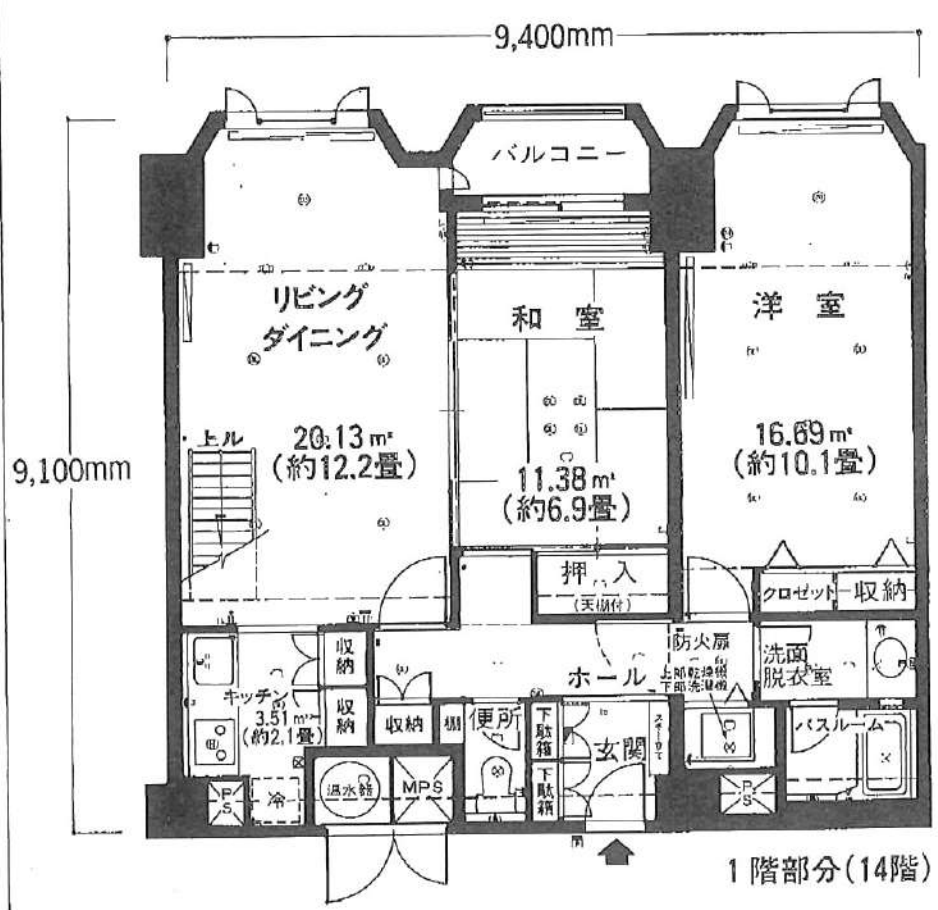 9,400mm
9,100mm
バルコニー
リビング
ダイニング
20.13㎡
(約12.2畳)
上ル
和室
11.38㎡
(約6.9畳)
洋室
16.69㎡
(約10.1畳)
押入
(天棚付)
クロゼット
収納
キッチン
3.51㎡
(約2.1畳)
収納
収納
収納
棚
便所
ホール
防火扉
上部乾燥機
下部洗濯機
洗面
脱衣室
バスルーム
下駄箱
下駄箱
玄関
PS
冷
温水器
MPS
PS
1階部分(14階)